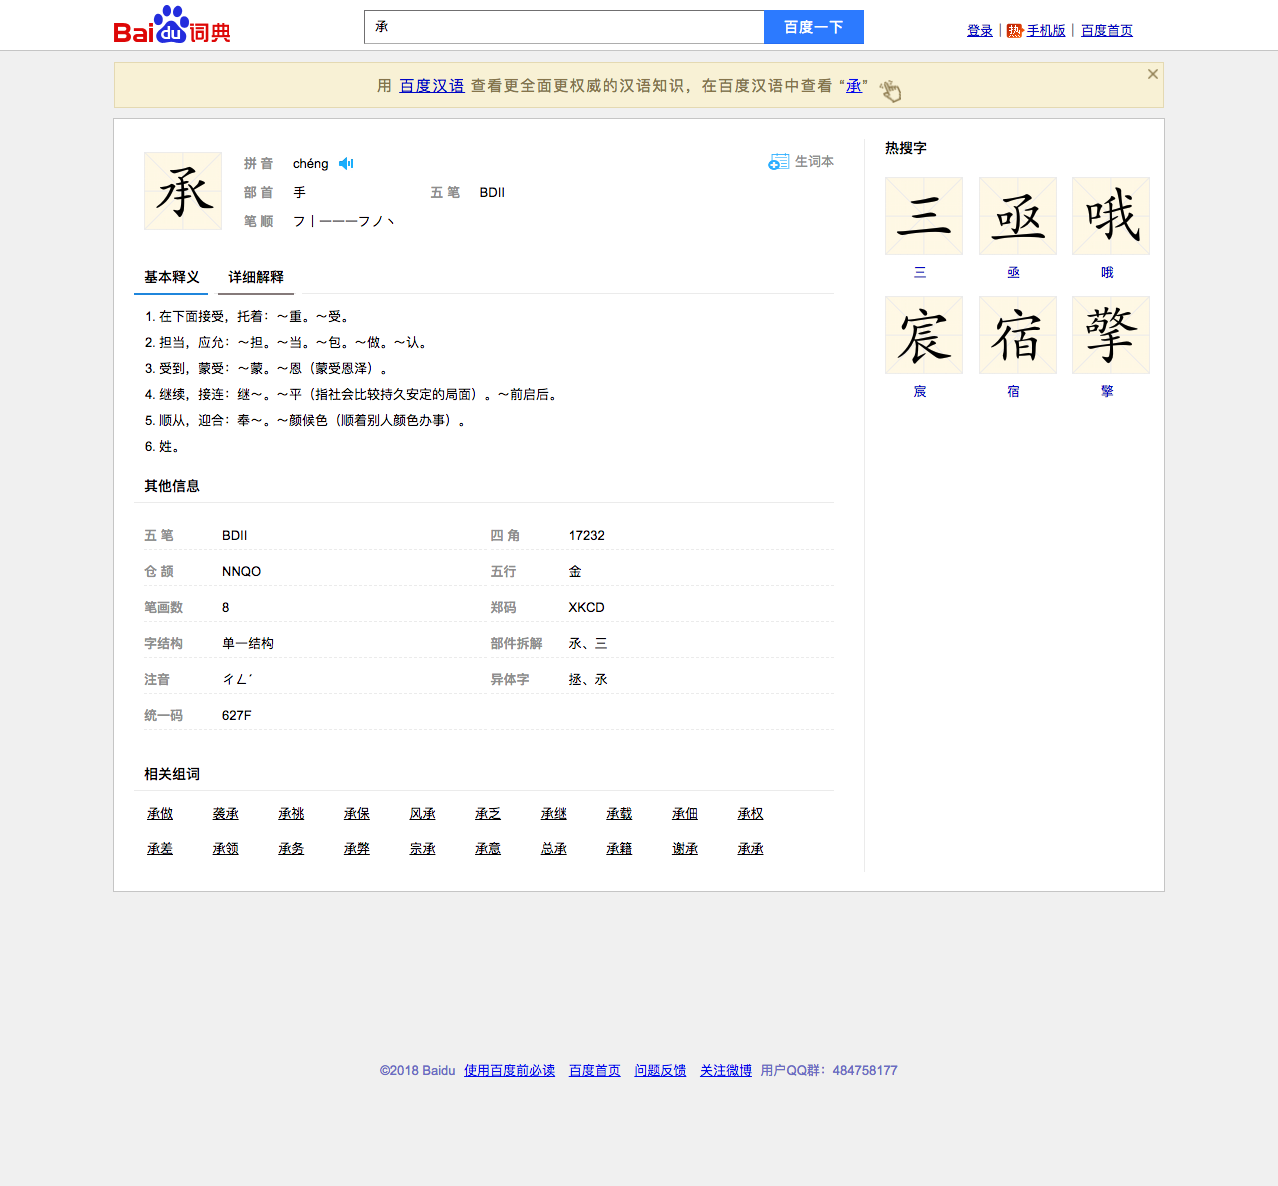 Baidu词典 承 百度一下 登录 | 热 手机版 | 百度首页
用 百度汉语 查看更全面更权威的汉语知识，在百度汉语中查看 “承”
承
拼 音 chéng 生词本
部 首 手 五 笔 BDII
笔 顺 フ丨一一一フノ丶
基本释义 详细解释
1. 在下面接受，托着：～重。～受。
2. 担当，应允：～担。～当。～包。～做。～认。
3. 受到，蒙受：～蒙。～恩（蒙受恩泽）。
4. 继续，接连：继～。～平（指社会比较持久安定的局面）。～前启后。
5. 顺从，迎合：奉～。～颜候色（顺着别人颜色办事）。
6. 姓。
其他信息
五 笔 BDII 四 角 17232
仓 颉 NNQO 五行 金
笔画数 8 郑码 XKCD
字结构 单一结构 部件拆解 氶、三
注音 ㄔㄥˊ 异体字 拯、氶
统一码 627F
相关组词
承做 袭承 承祧 承保 风承 承乏 承继 承载 承佃 承权
承差 承领 承务 承弊 宗承 承意 总承 承籍 谢承 承承
热搜字
三 亟 哦
三 亟 哦
宸 宿 擎
宸 宿 擎
©2018 Baidu 使用百度前必读 百度首页 问题反馈 关注微博 用户QQ群：484758177